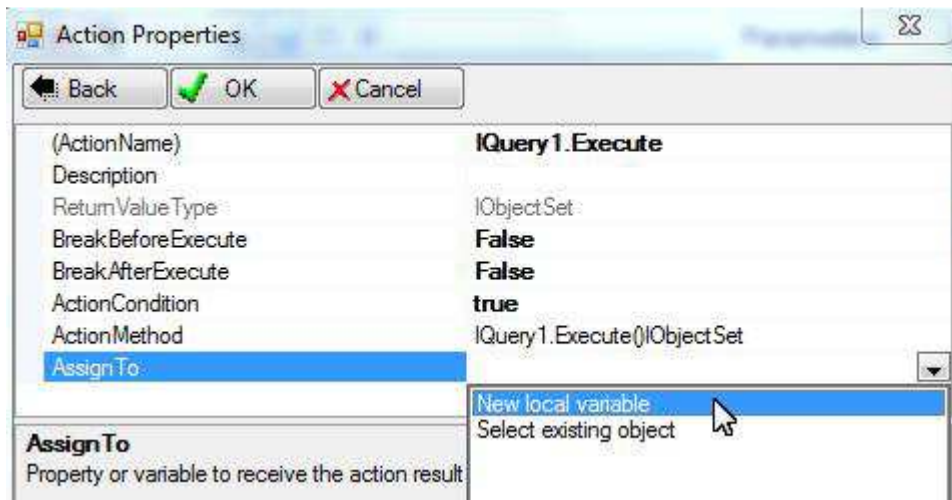 Action Properties
Back OK Cancel
(ActionName) IQuery1.Execute
Description
ReturnValueType IObjectSet
BreakBeforeExecute False
BreakAfterExecute False
ActionCondition true
ActionMethod IQuery1.Execute()IObjectSet
AssignTo
New local variable
Select existing object
AssignTo
Property or variable to receive the action result